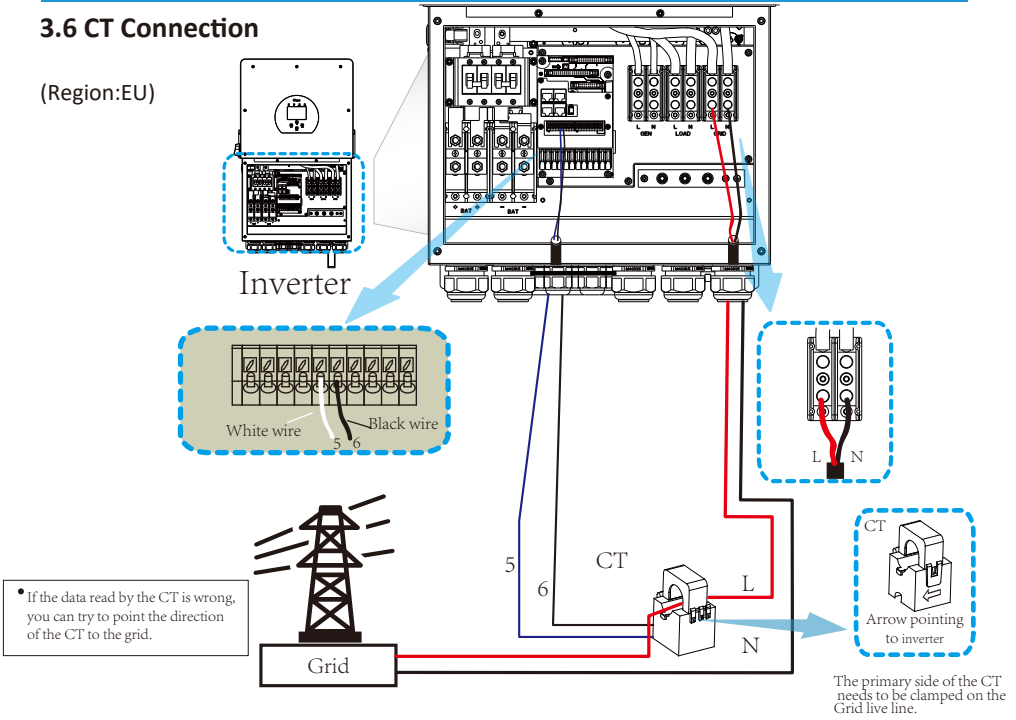 3.6 CT Connection
(Region:EU)
L N L N L N
GEN LOAD GRID
+ BAT + - BAT -
Inverter
White wire
Black wire
5 6
L N
5
6
CT
L
N
CT
Arrow pointing
to inverter
• If the data read by the CT is wrong,
you can try to point the direction
of the CT to the grid.
Grid
The primary side of the CT
needs to be clamped on the
Grid live line.